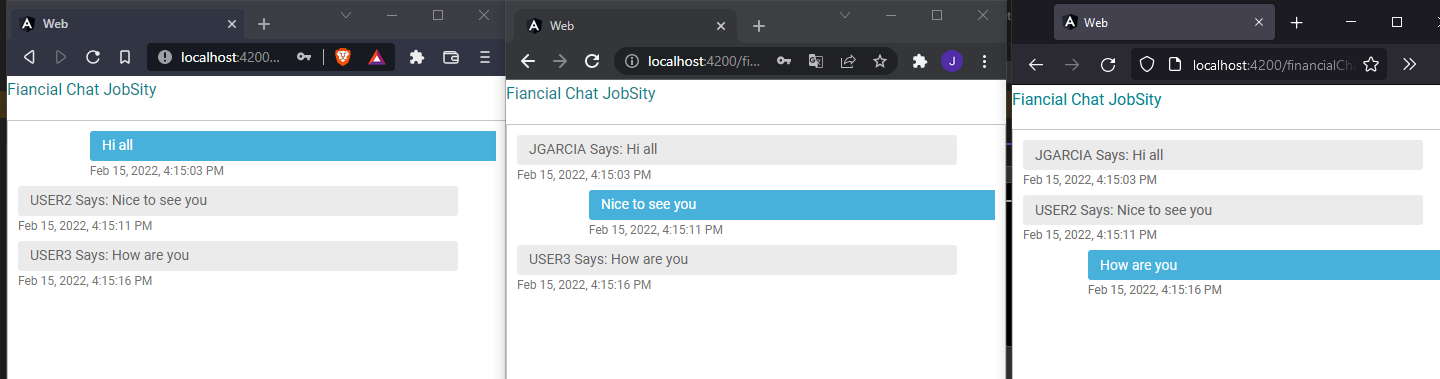 Web
localhost:4200...
Fiancial Chat JobSity
Hi all
Feb 15, 2022, 4:15:03 PM
USER2 Says: Nice to see you
Feb 15, 2022, 4:15:11 PM
USER3 Says: How are you
Feb 15, 2022, 4:15:16 PM
Web
localhost:4200/fi...
J
Fiancial Chat JobSity
JGARCIA Says: Hi all
Feb 15, 2022, 4:15:03 PM
Nice to see you
Feb 15, 2022, 4:15:11 PM
USER3 Says: How are you
Feb 15, 2022, 4:15:16 PM
Web
localhost:4200/financialCh
Fiancial Chat JobSity
JGARCIA Says: Hi all
Feb 15, 2022, 4:15:03 PM
USER2 Says: Nice to see you
Feb 15, 2022, 4:15:11 PM
How are you
Feb 15, 2022, 4:15:16 PM